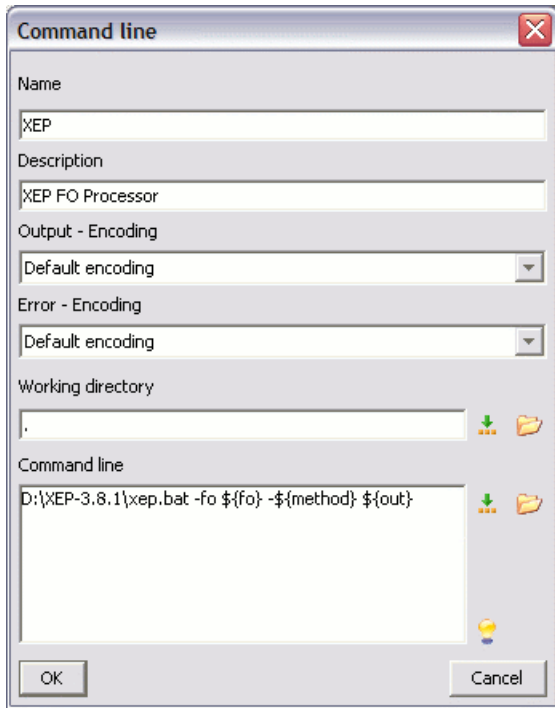 Command line
Name
XEP
Description
XEP FO Processor
Output - Encoding
Default encoding
Error - Encoding
Default encoding
Working directory
.
Command line
D:\XEP-3.8.1\xep.bat -fo ${fo} -${method} ${out}
OK
Cancel